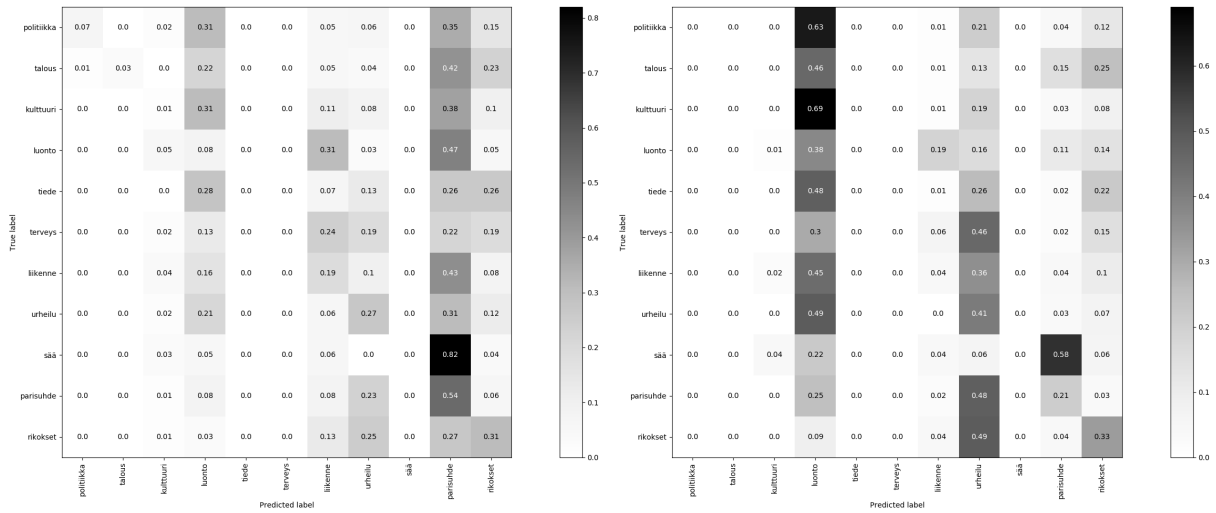 politiikka 0.07 0.0 0.02 0.31 0.0 0.0 0.05 0.06 0.0 0.35 0.15
talous 0.01 0.03 0.0 0.22 0.0 0.0 0.05 0.04 0.0 0.42 0.23
kulttuuri 0.0 0.0 0.01 0.31 0.0 0.0 0.11 0.08 0.0 0.38 0.1
luonto 0.0 0.0 0.05 0.08 0.0 0.0 0.31 0.03 0.0 0.47 0.05
tiede 0.0 0.0 0.0 0.28 0.0 0.0 0.07 0.13 0.0 0.26 0.26
terveys 0.0 0.0 0.02 0.13 0.0 0.0 0.24 0.19 0.0 0.22 0.19
liikenne 0.0 0.0 0.04 0.16 0.0 0.0 0.19 0.1 0.0 0.43 0.08
urheilu 0.0 0.0 0.02 0.21 0.0 0.0 0.06 0.27 0.0 0.31 0.12
sää 0.0 0.0 0.03 0.05 0.0 0.0 0.06 0.0 0.0 0.82 0.04
parisuhde 0.0 0.0 0.01 0.08 0.0 0.0 0.08 0.23 0.0 0.54 0.06
rikokset 0.0 0.0 0.01 0.03 0.0 0.0 0.13 0.25 0.0 0.27 0.31
True label
politiikka talous kulttuuri luonto tiede terveys liikenne urheilu sää parisuhde rikokset
Predicted label
0.8
0.7
0.6
0.5
0.4
0.3
0.2
0.1
0.0
politiikka 0.0 0.0 0.0 0.63 0.0 0.0 0.01 0.21 0.0 0.04 0.12
talous 0.0 0.0 0.0 0.46 0.0 0.0 0.01 0.13 0.0 0.15 0.25
kulttuuri 0.0 0.0 0.0 0.69 0.0 0.0 0.01 0.19 0.0 0.03 0.08
luonto 0.0 0.0 0.01 0.38 0.0 0.0 0.19 0.16 0.0 0.11 0.14
tiede 0.0 0.0 0.0 0.48 0.0 0.0 0.01 0.26 0.0 0.02 0.22
terveys 0.0 0.0 0.0 0.3 0.0 0.0 0.06 0.46 0.0 0.02 0.15
liikenne 0.0 0.0 0.02 0.45 0.0 0.0 0.04 0.36 0.0 0.04 0.1
urheilu 0.0 0.0 0.0 0.49 0.0 0.0 0.0 0.41 0.0 0.03 0.07
sää 0.0 0.0 0.04 0.22 0.0 0.0 0.04 0.06 0.0 0.58 0.06
parisuhde 0.0 0.0 0.0 0.25 0.0 0.0 0.02 0.48 0.0 0.21 0.03
rikokset 0.0 0.0 0.0 0.09 0.0 0.0 0.04 0.49 0.0 0.04 0.33
True label
politiikka talous kulttuuri luonto tiede terveys liikenne urheilu sää parisuhde rikokset
Predicted label
0.6
0.5
0.4
0.3
0.2
0.1
0.0